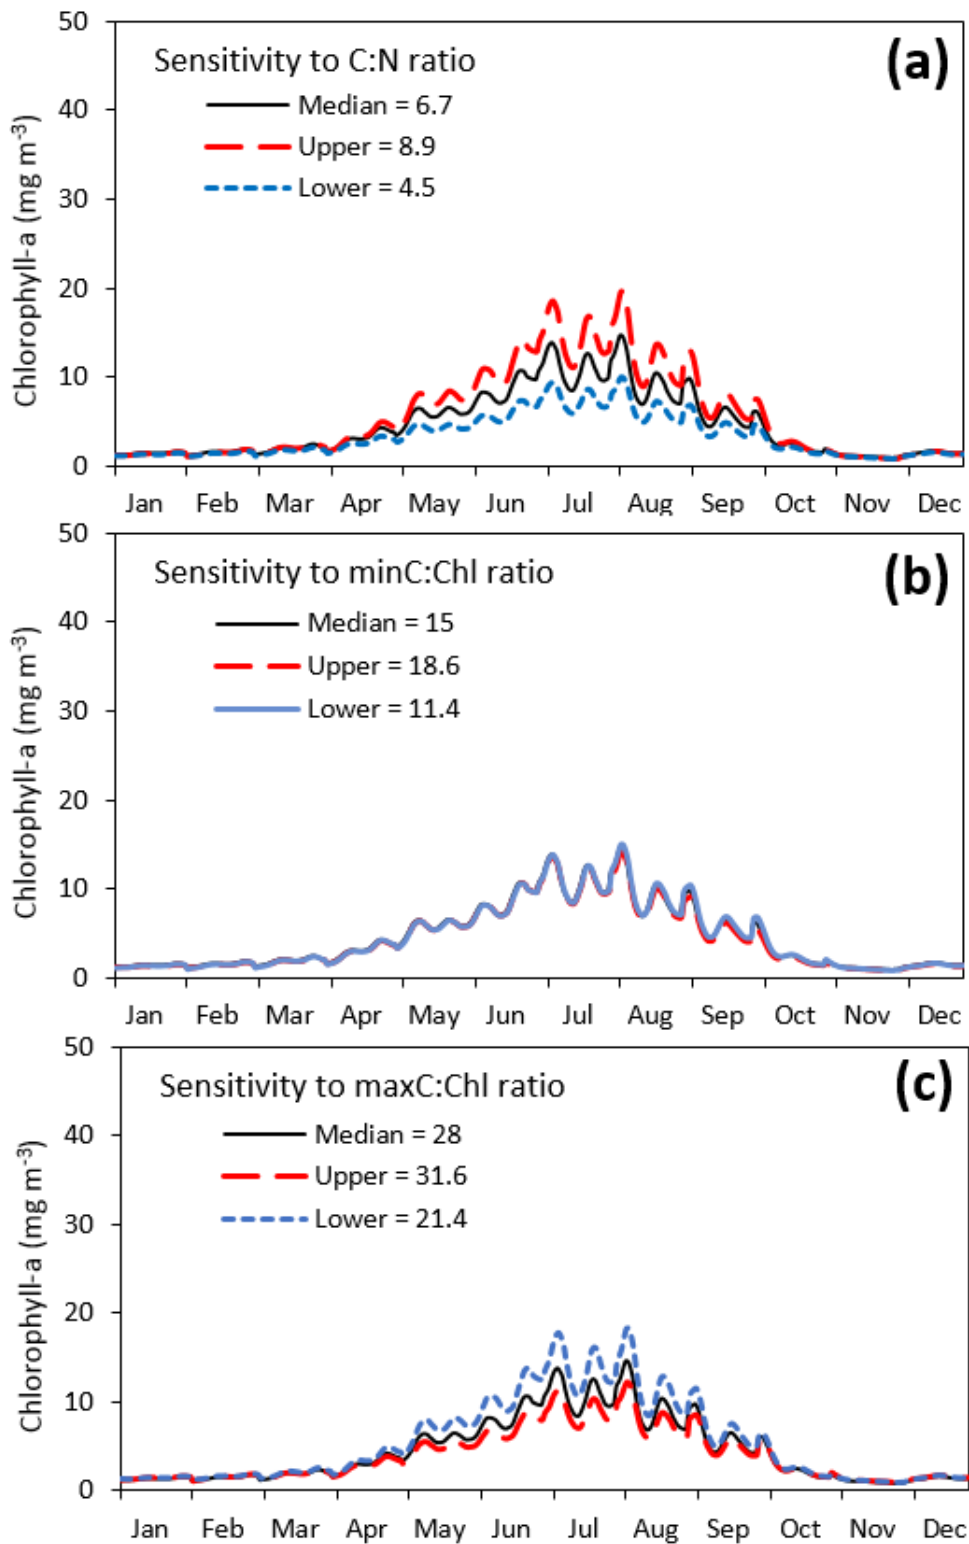 50
(a)
Sensitivity to C:N ratio
Median = 6.7
40
Upper = 8.9
Lower = 4.5
30
20
10
0
Chlorophyll-a (mg m⁻³)
Jan Feb Mar Apr May Jun Jul Aug Sep Oct Nov Dec
50
(b)
Sensitivity to minC:Chl ratio
Median = 15
40
Upper = 18.6
Lower = 11.4
30
20
10
0
Chlorophyll-a (mg m⁻³)
Jan Feb Mar Apr May Jun Jul Aug Sep Oct Nov Dec
50
(c)
Sensitivity to maxC:Chl ratio
Median = 28
40
Upper = 31.6
Lower = 21.4
30
20
10
0
Chlorophyll-a (mg m⁻³)
Jan Feb Mar Apr May Jun Jul Aug Sep Oct Nov Dec